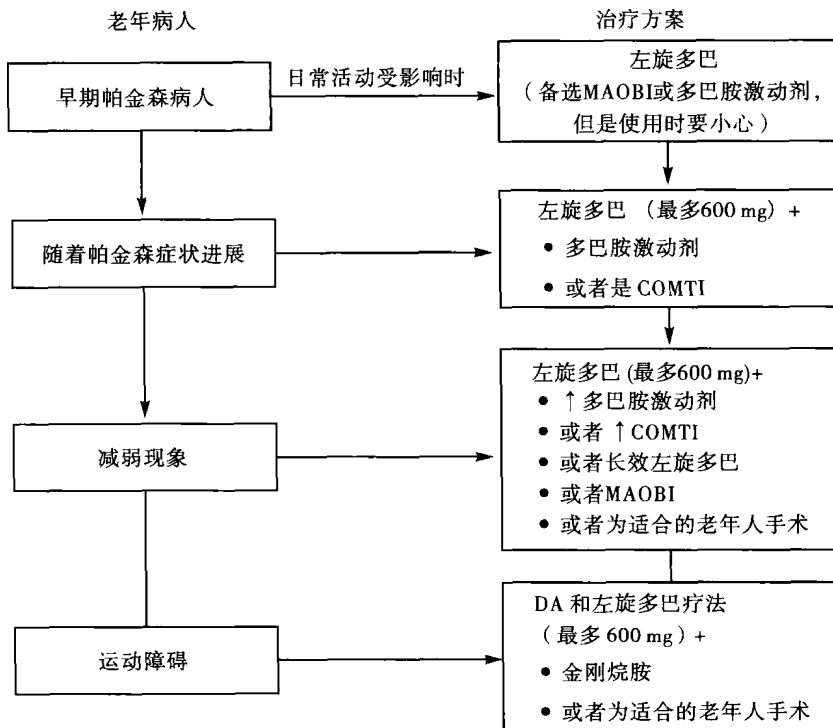 老年病人
治疗方案
早期帕金森病人
日常活动受影响时
左旋多巴
（备选MAOBI或多巴胺激动剂，
但是使用时要小心）
随着帕金森症状进展
左旋多巴 （最多600 mg）+
• 多巴胺激动剂
• 或者是COMTI
减弱现象
左旋多巴 (最多600 mg)+
• ↑多巴胺激动剂
• 或者 ↑COMTI
• 或者长效左旋多巴
• 或者MAOBI
• 或者为适合的老年人手术
运动障碍
DA 和左旋多巴疗法
（最多 600 mg）+
• 金刚烷胺
• 或者为适合的老年人手术